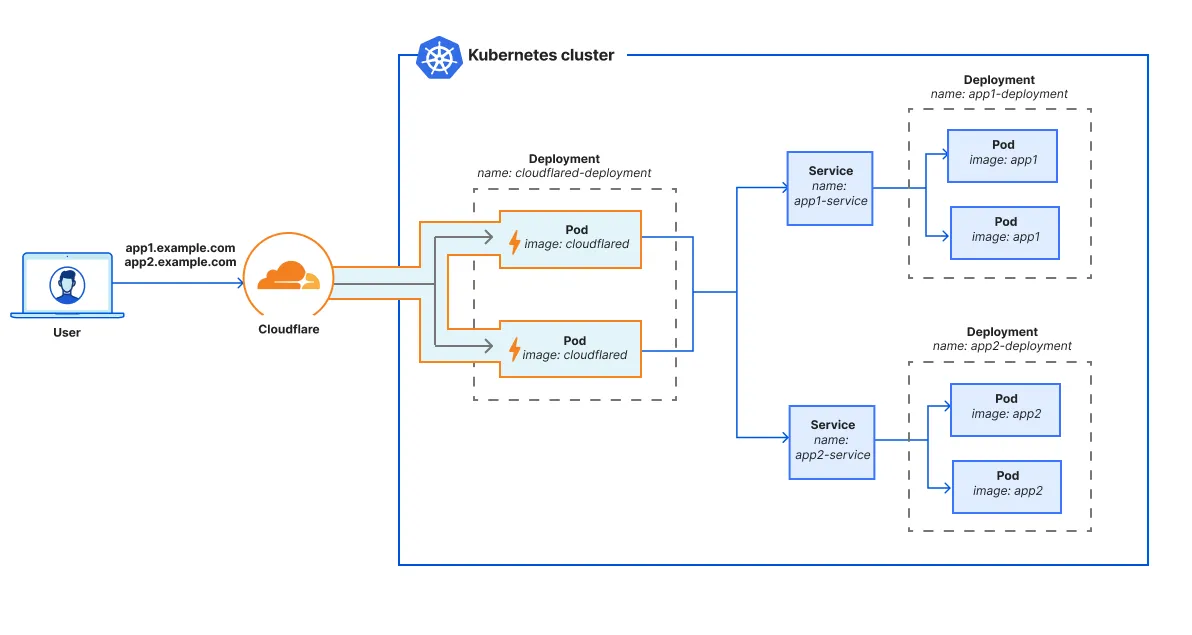 Kubernetes cluster
Deployment
name: app1-deployment
Pod
image: app1
Pod
image: app1
Service
name:
app1-service
Deployment
name: cloudflared-deployment
Pod
image: cloudflared
Pod
image: cloudflared
app1.example.com
app2.example.com
User
Cloudflare
Deployment
name: app2-deployment
Pod
image: app2
Pod
image: app2
Service
name:
app2-service